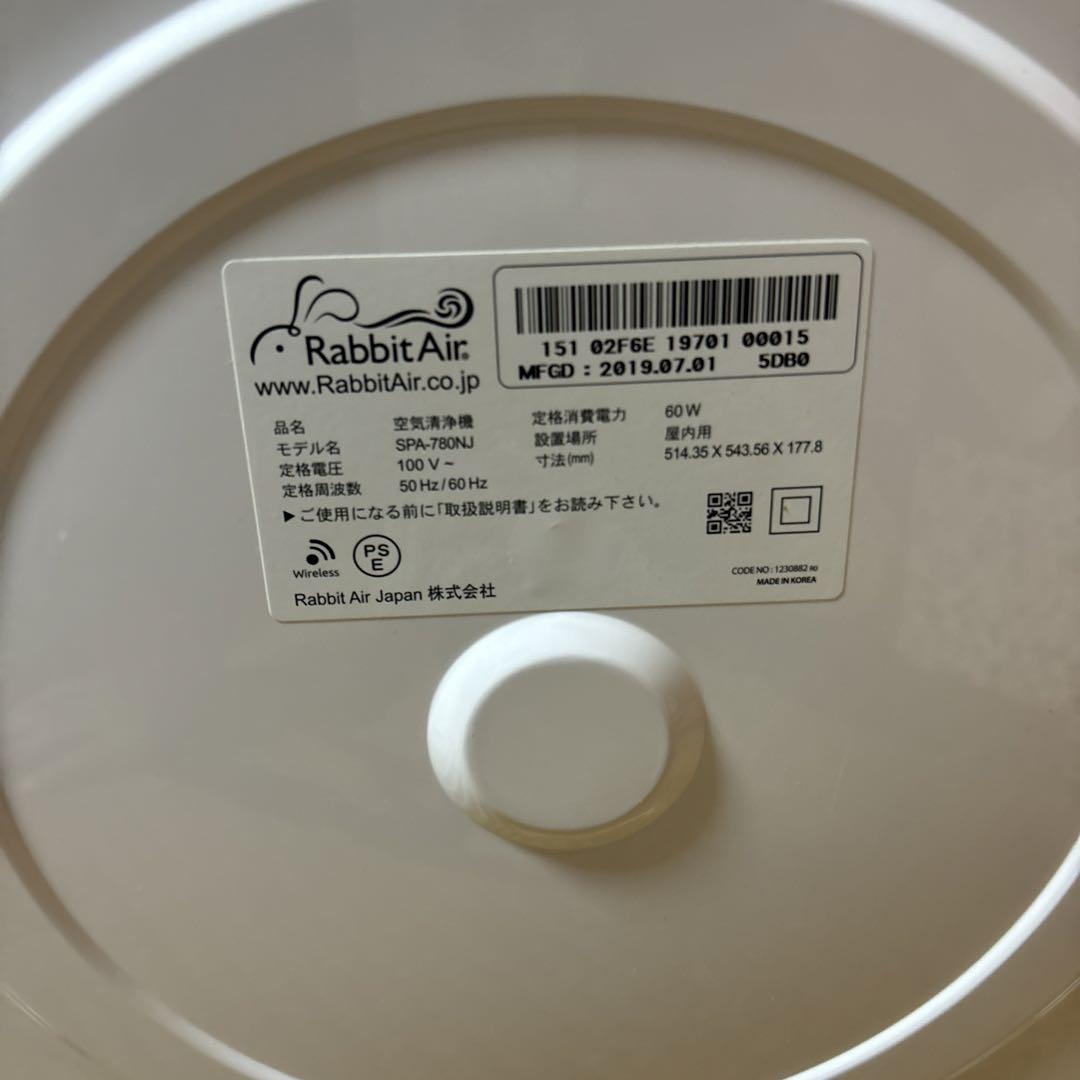 RabbitAir®
www.RabbitAir.co.jp
151 02F6E 19701 00015
MFGD : 2019.07.01 5DB0
品名 空気清浄機
モデル名 SPA-780NJ
定格電圧 100 V ~
定格周波数 50 Hz / 60 Hz
定格消費電力 60 W
設置場所 屋内用
寸法(mm) 514.35 X 543.56 X 177.8
▶ご使用になる前に「取扱説明書」をお読み下さい。
Wireless
PS
E
Rabbit Air Japan 株式会社
CODE NO : 1230882
MADE IN KOREA